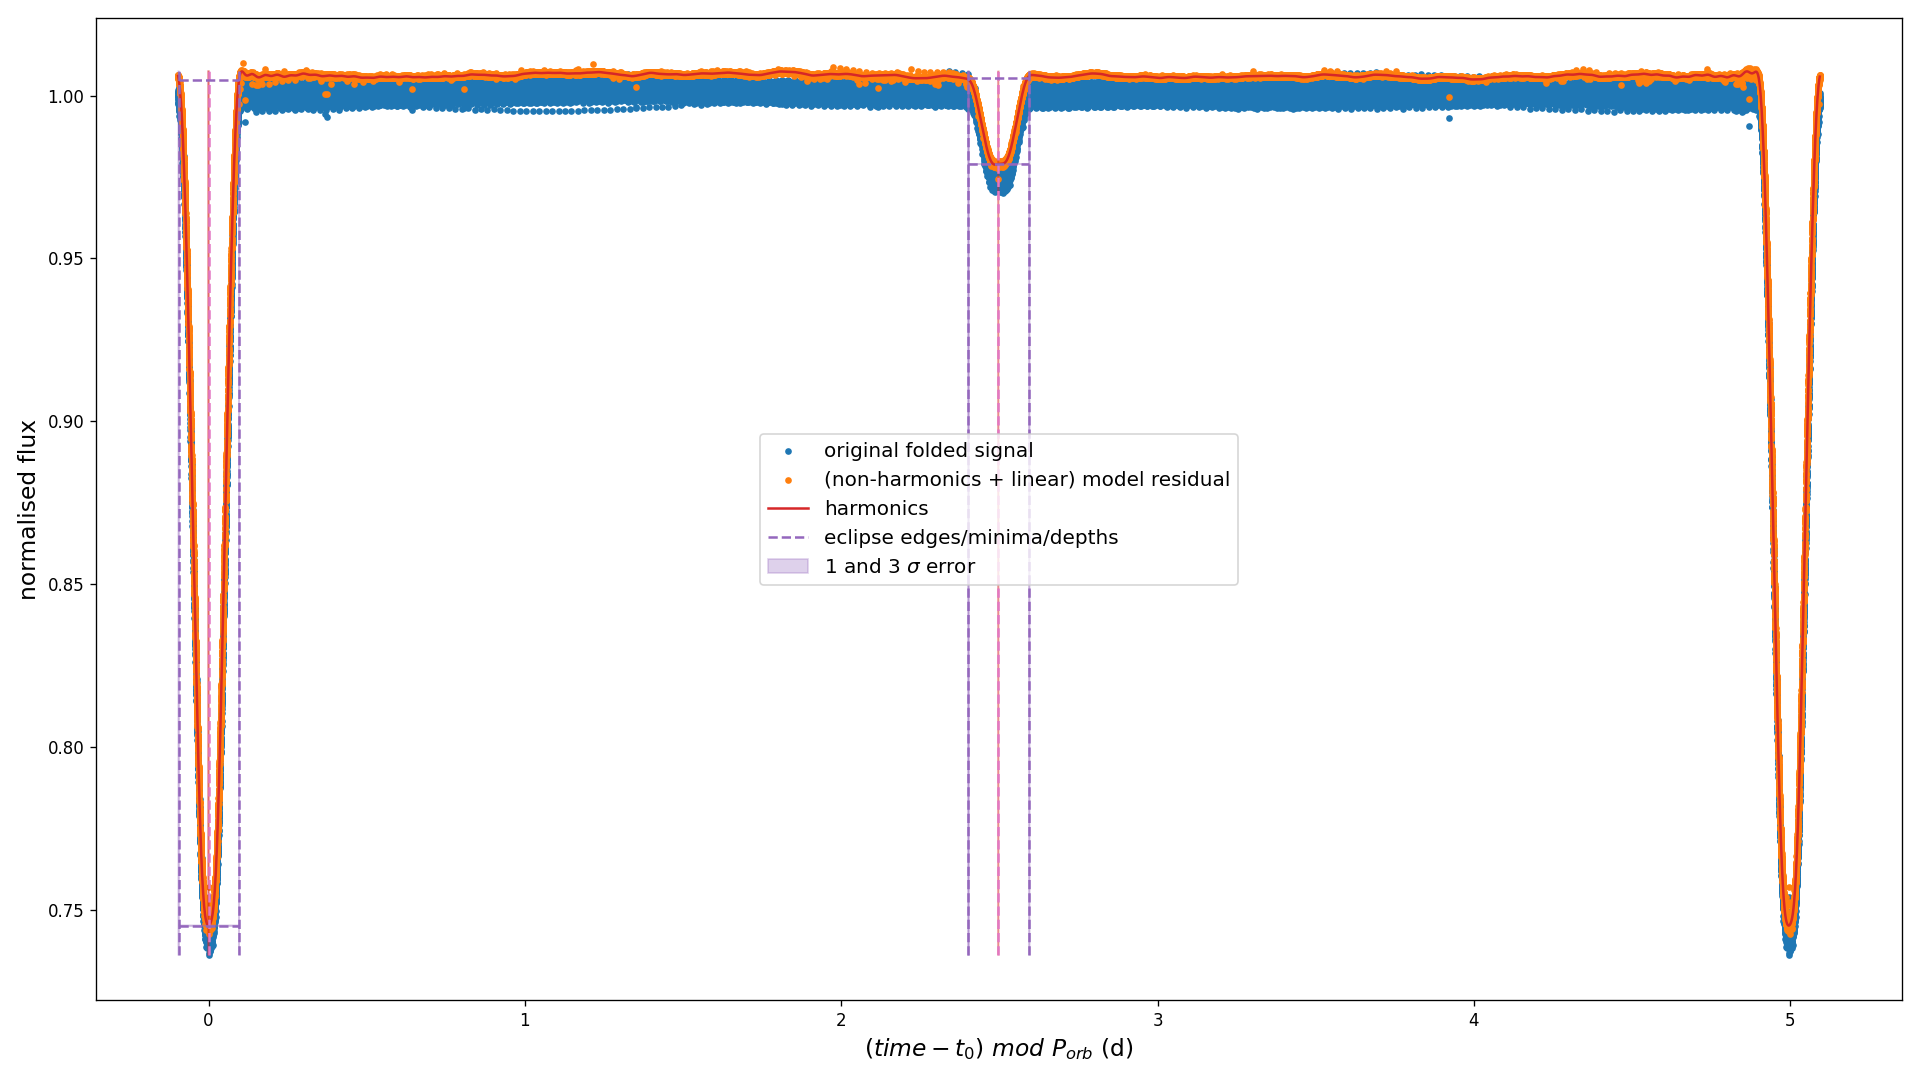 normalised flux
1.00
0.95
0.90
0.85
0.80
0.75
original folded signal
(non-harmonics + linear) model residual
harmonics
eclipse edges/minima/depths
1 and 3 σ error
0 1 2 3 4 5
(time − t₀) mod P_orb (d)